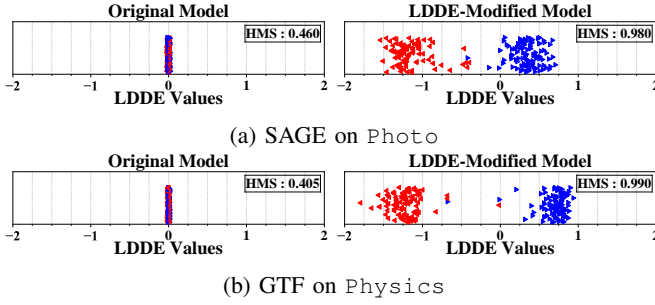 Original Model LDDE-Modified Model
HMS : 0.460 HMS : 0.980
−2 −1 0 1 2 −2 −1 0 1 2
LDDE Values LDDE Values
(a) SAGE on Photo
Original Model LDDE-Modified Model
HMS : 0.405 HMS : 0.990
−2 −1 0 1 2 −2 −1 0 1 2
LDDE Values LDDE Values
(b) GTF on Physics